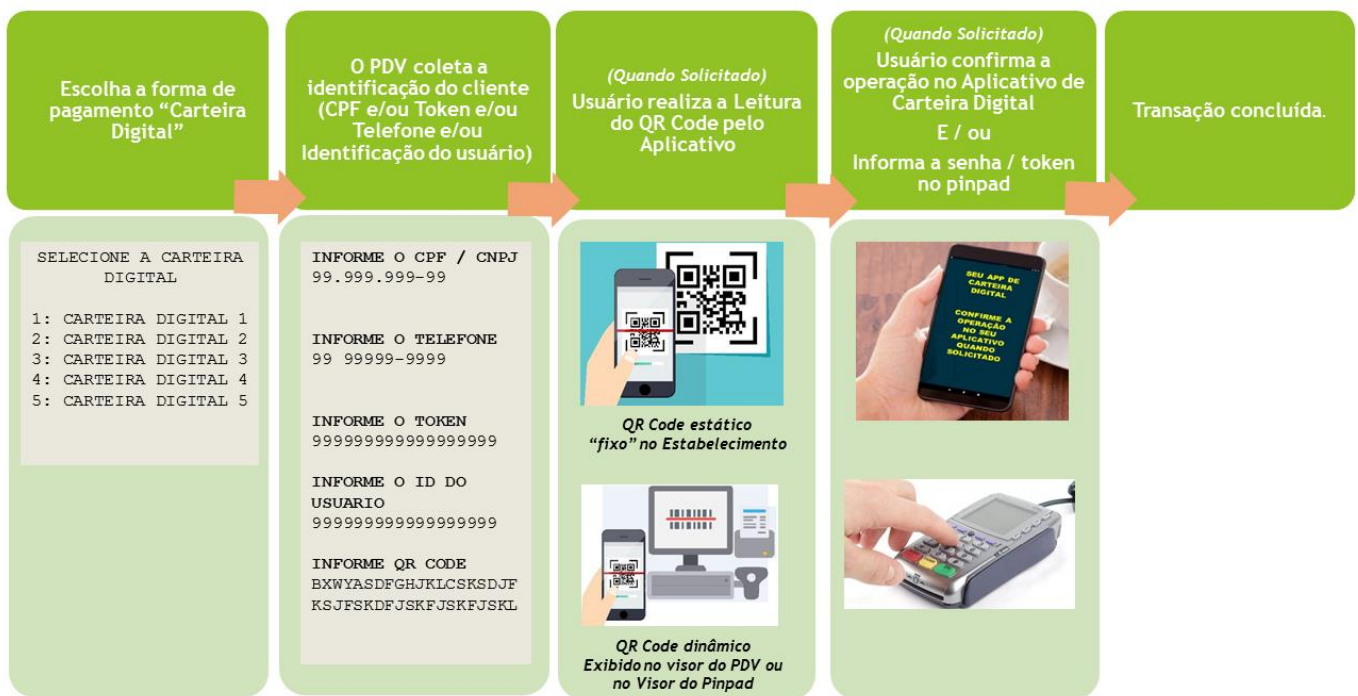 Escolha a forma de
pagamento “Carteira
Digital”
O PDV coleta a
identificação do cliente
(CPF e/ou Token e/ou
Telefone e/ou
Identificação do usuário)
(Quando Solicitado)
Usuário realiza a Leitura
do QR Code pelo
Aplicativo
(Quando Solicitado)
Usuário confirma a
operação no Aplicativo de
Carteira Digital
E / ou
Informa a senha / token
no pinpad
Transação concluída.
SELECIONE A CARTEIRA
DIGITAL
1: CARTEIRA DIGITAL 1
2: CARTEIRA DIGITAL 2
3: CARTEIRA DIGITAL 3
4: CARTEIRA DIGITAL 4
5: CARTEIRA DIGITAL 5
INFORME O CPF / CNPJ
99.999.999-99
INFORME O TELEFONE
99 99999-9999
INFORME O TOKEN
999999999999999999
INFORME O ID DO
USUARIO
999999999999999999
INFORME QR CODE
BXWYASDFGHJKLCSKSDJF
KSJFSKDFJSKFJSKFJSKL
QR Code estático
“fixo” no Estabelecimento
QR Code dinâmico
Exibido no visor do PDV ou
no Visor do Pinpad
SEU APP DE
CARTEIRA
DIGITAL
CONFIRME A
OPERAÇÃO
NO SEU
APLICATIVO
QUANDO
SOLICITADO